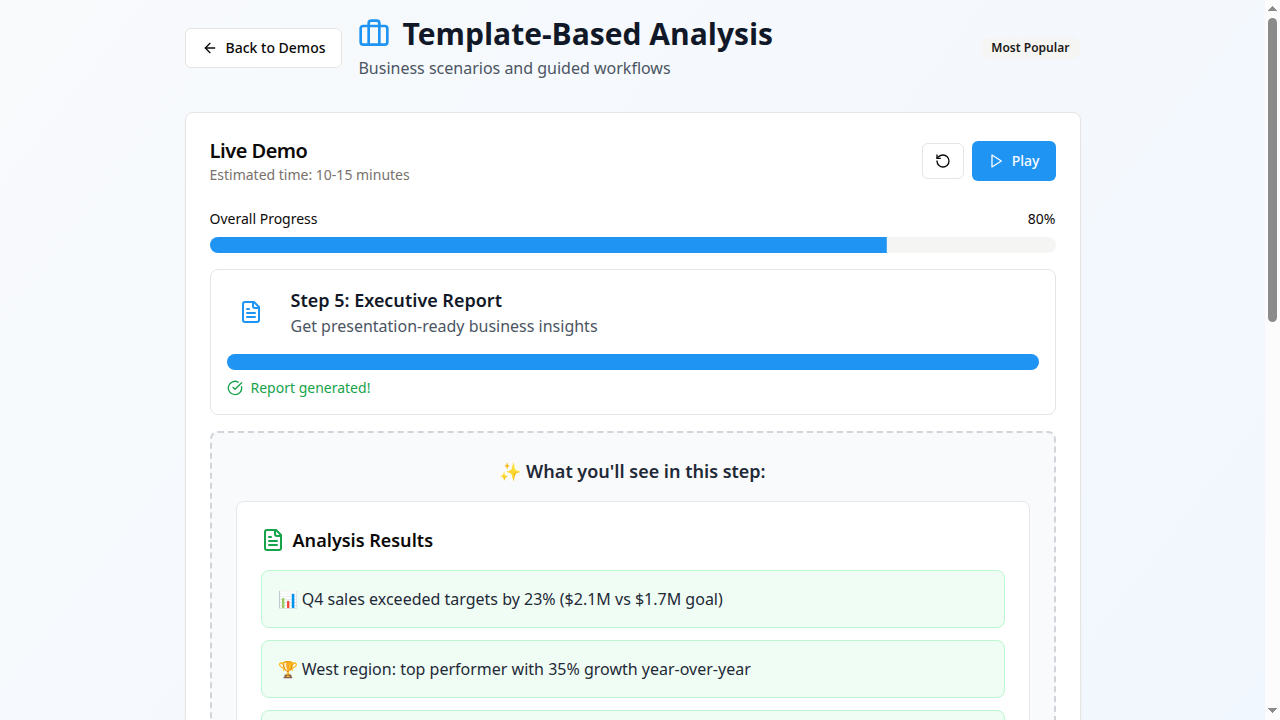 Back to Demos
Template-Based Analysis
Business scenarios and guided workflows
Most Popular
Live Demo
Estimated time: 10-15 minutes
Play
Overall Progress
80%
Step 5: Executive Report
Get presentation-ready business insights
Report generated!
✨ What you'll see in this step:
Analysis Results
📊 Q4 sales exceeded targets by 23% ($2.1M vs $1.7M goal)
🏆 West region: top performer with 35% growth year-over-year